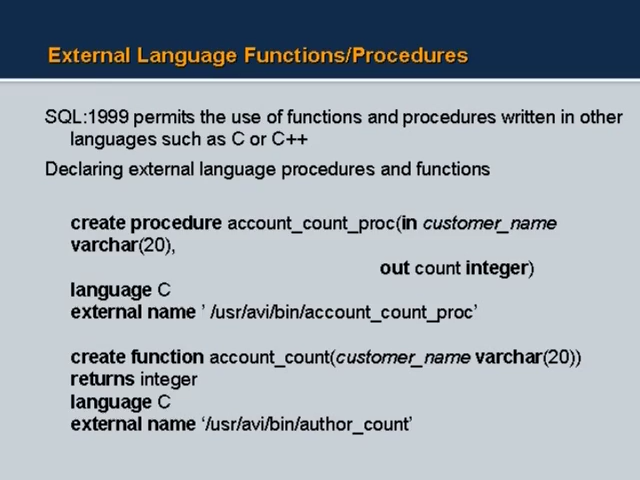 External Language Functions/Procedures
SQL:1999 permits the use of functions and procedures written in other
languages such as C or C++
Declaring external language procedures and functions
create procedure account_count_proc(in customer_name
varchar(20),
out count integer)
language C
external name ’ /usr/avi/bin/account_count_proc’
create function account_count(customer_name varchar(20))
returns integer
language C
external name ‘/usr/avi/bin/author_count’